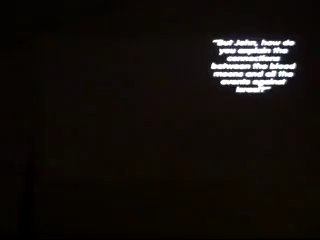 "But John, how do
you explain the
connections
between the blood
moons and all the
events against
Israel?"